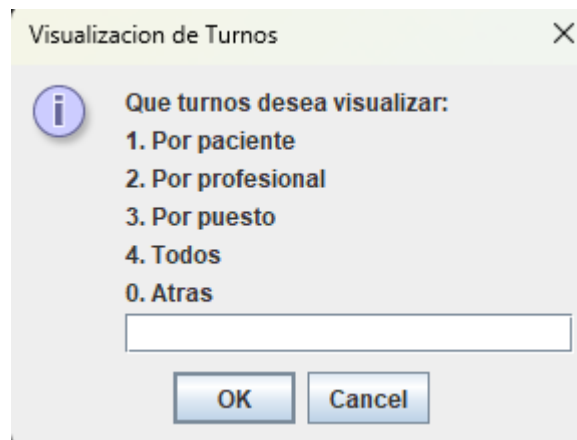 Visualizacion de Turnos
Que turnos desea visualizar:
1. Por paciente
2. Por profesional
3. Por puesto
4. Todos
0. Atras
OK
Cancel